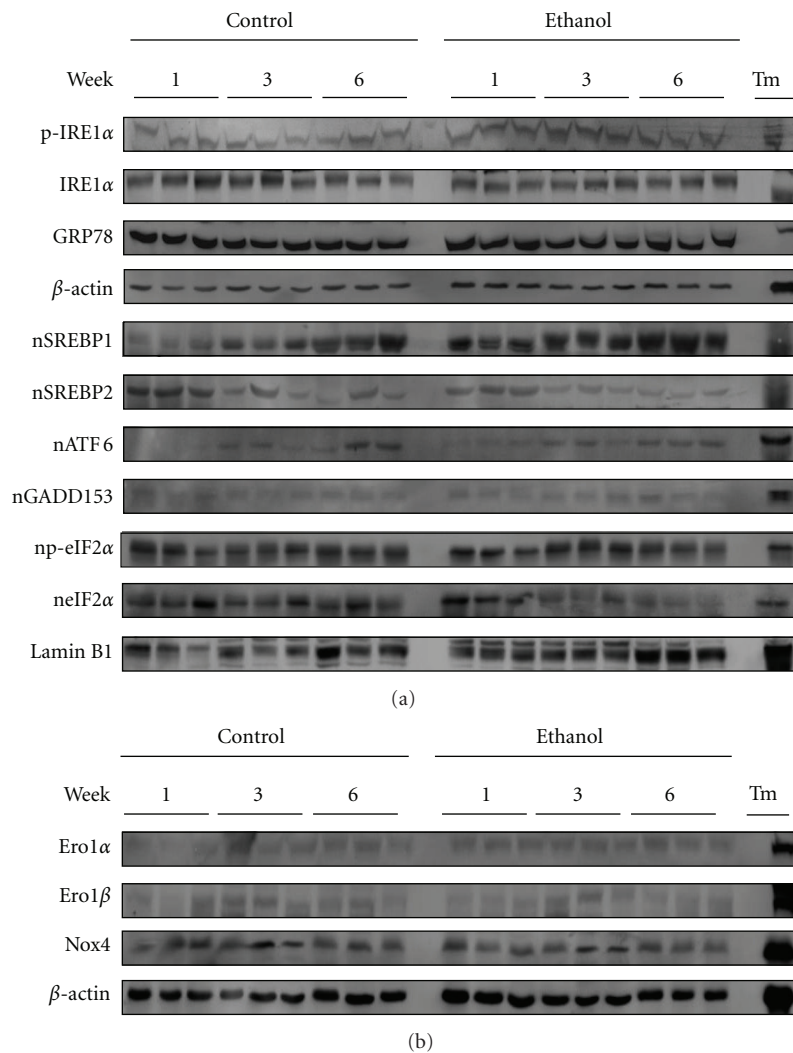 Control Ethanol
Week 1 3 6 1 3 6 Tm
p-IRE1α
IRE1α
GRP78
β-actin
nSREBP1
nSREBP2
nATF6
nGADD153
np-eIF2α
neIF2α
Lamin B1
(a)
Control Ethanol
Week 1 3 6 1 3 6 Tm
Ero1α
Ero1β
Nox4
β-actin
(b)